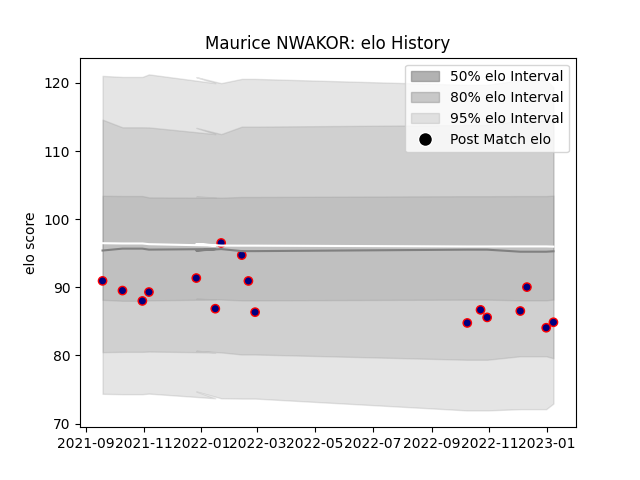 Maurice NWAKOR: elo History
50% elo Interval
80% elo Interval
95% elo Interval
Post Match elo
elo score
120
110
100
90
80
70
2021-09 2021-11 2022-01 2022-03 2022-05 2022-07 2022-09 2022-11 2023-01